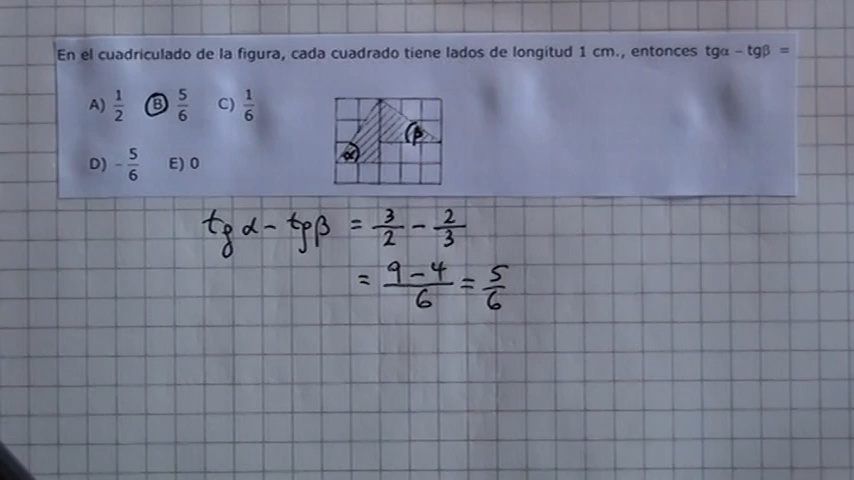 En el cuadriculado de la figura, cada cuadrado tiene lados de longitud 1 cm., entonces tgα – tgβ =
A) 1/2 B) 5/6 C) 1/6
α β
D) - 5/6 E) 0
tg α - tg β = 3/2 - 2/3
= (9 - 4)/6 = 5/6